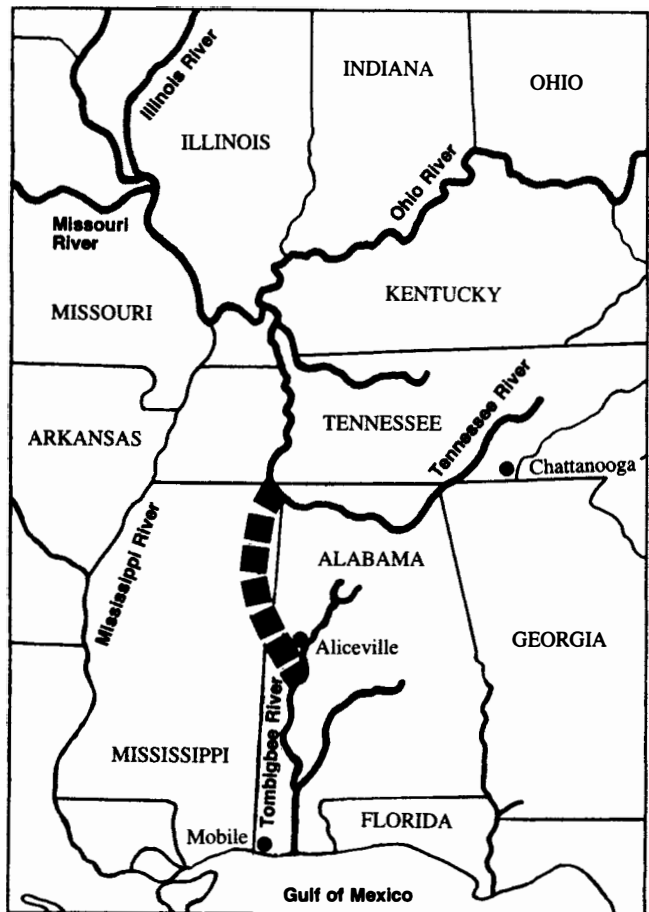 Illinois River
INDIANA
OHIO
ILLINOIS
Ohio River
Missouri
River
KENTUCKY
MISSOURI
TENNESSEE
Tennessee River
ARKANSAS
Chattanooga
Mississippi River
ALABAMA
Aliceville
GEORGIA
Tombigbee River
MISSISSIPPI
FLORIDA
Mobile
Gulf of Mexico